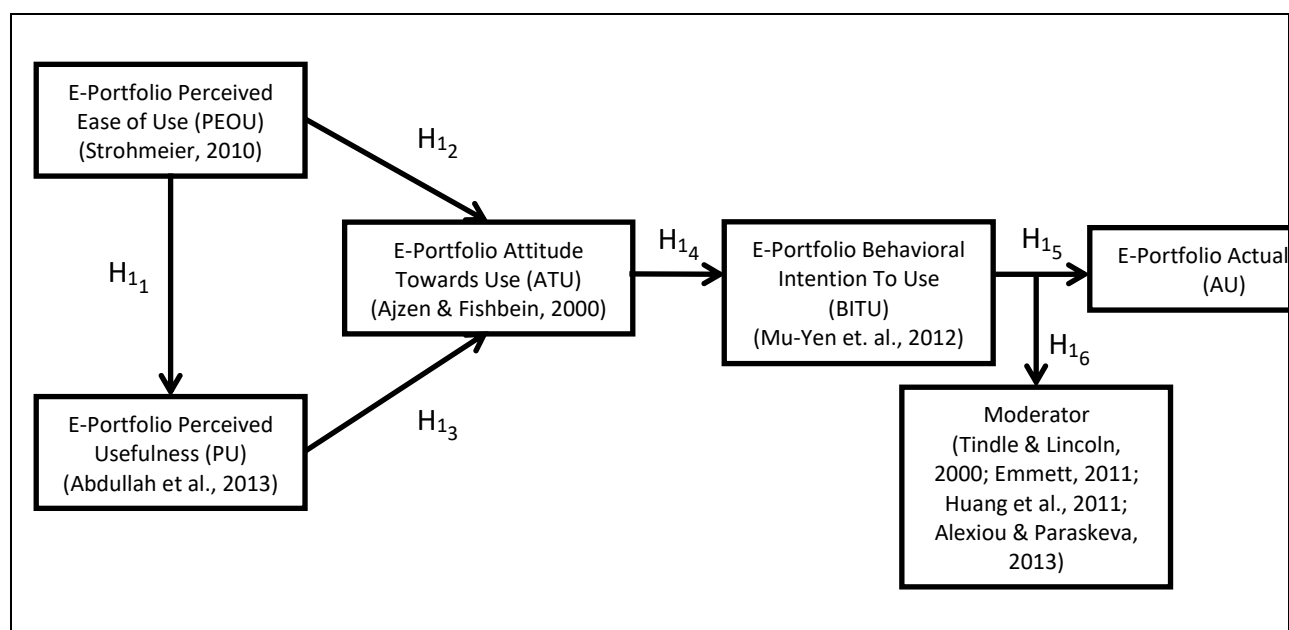 E-Portfolio Perceived
Ease of Use (PEOU)
(Strohmeier, 2010)
H1₂
H1₁
E-Portfolio Attitude
Towards Use (ATU)
(Ajzen & Fishbein, 2000)
H1₄
E-Portfolio Behavioral
Intention To Use
(BITU)
(Mu-Yen et. al., 2012)
H1₅
E-Portfolio Actual
(AU)
H1₆
E-Portfolio Perceived
Usefulness (PU)
(Abdullah et al., 2013)
H1₃
Moderator
(Tindle & Lincoln,
2000; Emmett, 2011;
Huang et al., 2011;
Alexiou & Paraskeva,
2013)